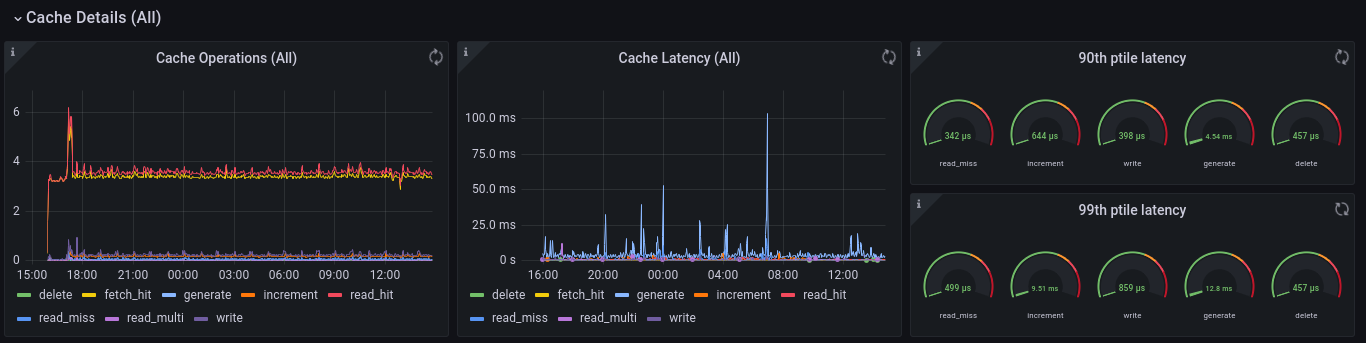 Cache Details (All)
Cache Operations (All)
6
4
2
0
15:00 18:00 21:00 00:00 03:00 06:00 09:00 12:00
delete fetch_hit generate increment read_hit
read_miss read_multi write
Cache Latency (All)
100.0 ms
75.0 ms
50.0 ms
25.0 ms
0 s
16:00 20:00 00:00 04:00 08:00 12:00
delete fetch_hit generate increment read_hit
read_miss read_multi write
90th ptile latency
342 µs 644 µs 398 µs 4.54 ms 457 µs
read_miss increment write generate delete
99th ptile latency
499 µs 9.51 ms 859 µs 12.8 ms 457 µs
read_miss increment write generate delete